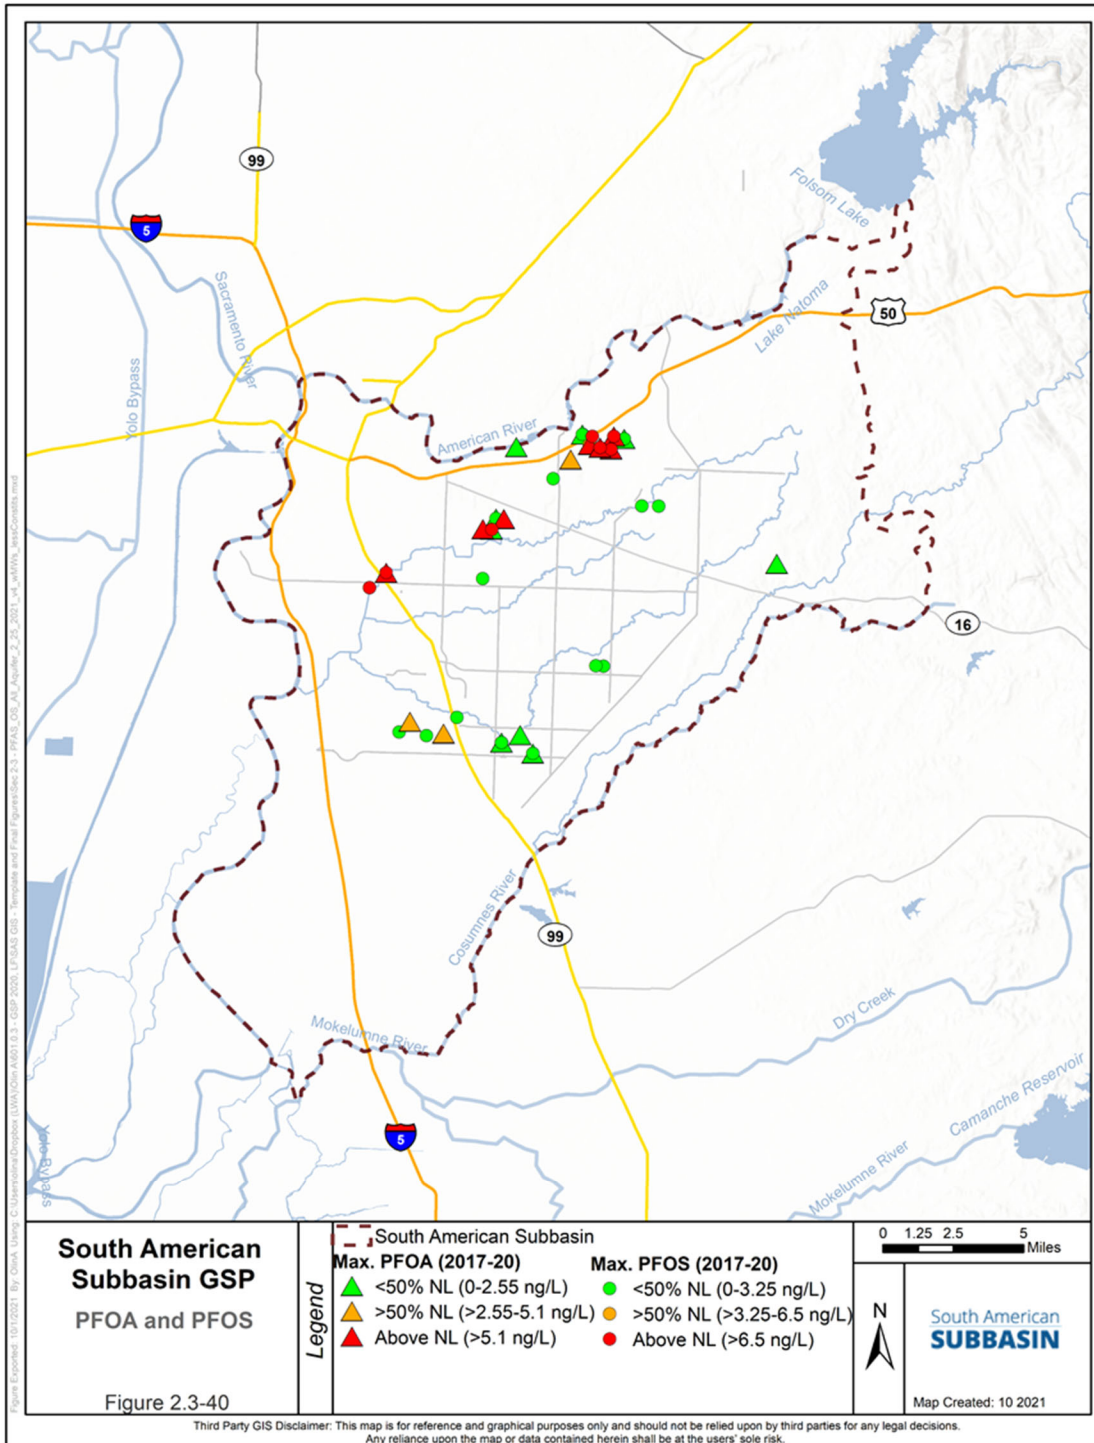 99
5
Folsom Lake
Sacramento River
Lake Natoma
50
Yolo Bypass
American River
16
Cosumnes River
99
Dry Creek
Mokelumne River
Camanche Reservoir
5
Mokelumne River
Yolo Bypass
South American
Subbasin GSP
PFOA and PFOS
Figure 2.3-40
Legend
South American Subbasin
Max. PFOA (2017-20)
<50% NL (0-2.55 ng/L)
>50% NL (>2.55-5.1 ng/L)
Above NL (>5.1 ng/L)
Max. PFOS (2017-20)
<50% NL (0-3.25 ng/L)
>50% NL (>3.25-6.5 ng/L)
Above NL (>6.5 ng/L)
0 1.25 2.5 5
Miles
N
South American
SUBBASIN
Map Created: 10 2021
Third Party GIS Disclaimer: This map is for reference and graphical purposes only and should not be relied upon by third parties for any legal decisions.
Any reliance upon the map or data contained herein shall be at the users' sole risk.